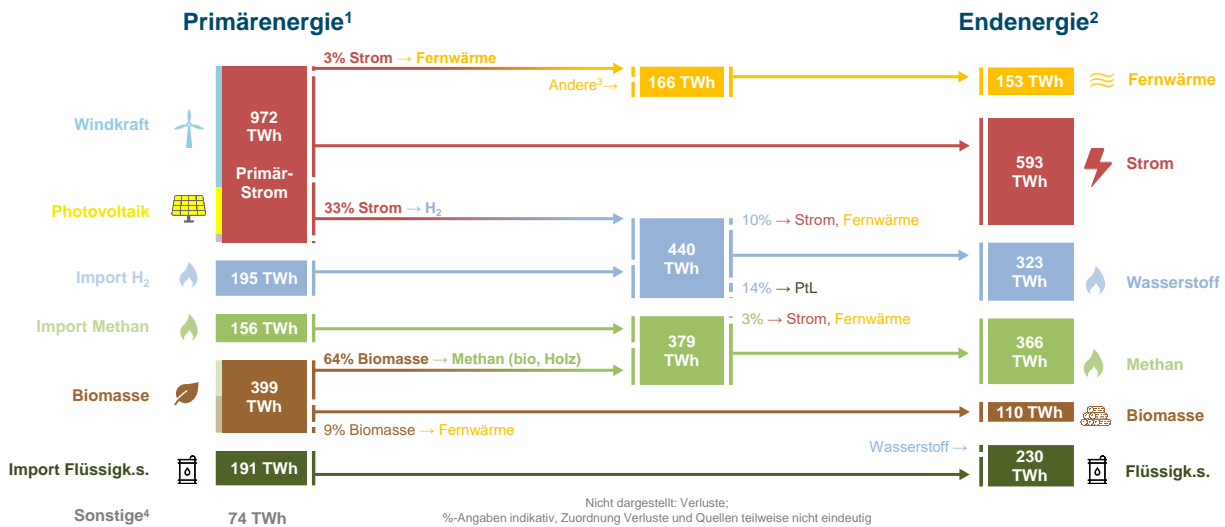 Primärenergie¹
Endenergie²
3% Strom → Fernwärme
Andere³→
166 TWh
153 TWh
Fernwärme
Windkraft
972
TWh
Primär-
Strom
593
TWh
Strom
Photovoltaik
33% Strom → H₂
10% → Strom, Fernwärme
440
TWh
Import H₂
195 TWh
323
TWh
Wasserstoff
14% → PtL
Import Methan
156 TWh
3% → Strom, Fernwärme
379
TWh
366
TWh
Methan
64% Biomasse → Methan (bio, Holz)
Biomasse
399
TWh
110 TWh
Biomasse
9% Biomasse → Fernwärme
Wasserstoff →
Import Flüssigk.s.
191 TWh
230
TWh
Flüssigk.s.
Sonstige⁴
74 TWh
Nicht dargestellt: Verluste;
%-Angaben indikativ, Zuordnung Verluste und Quellen teilweise nicht eindeutig